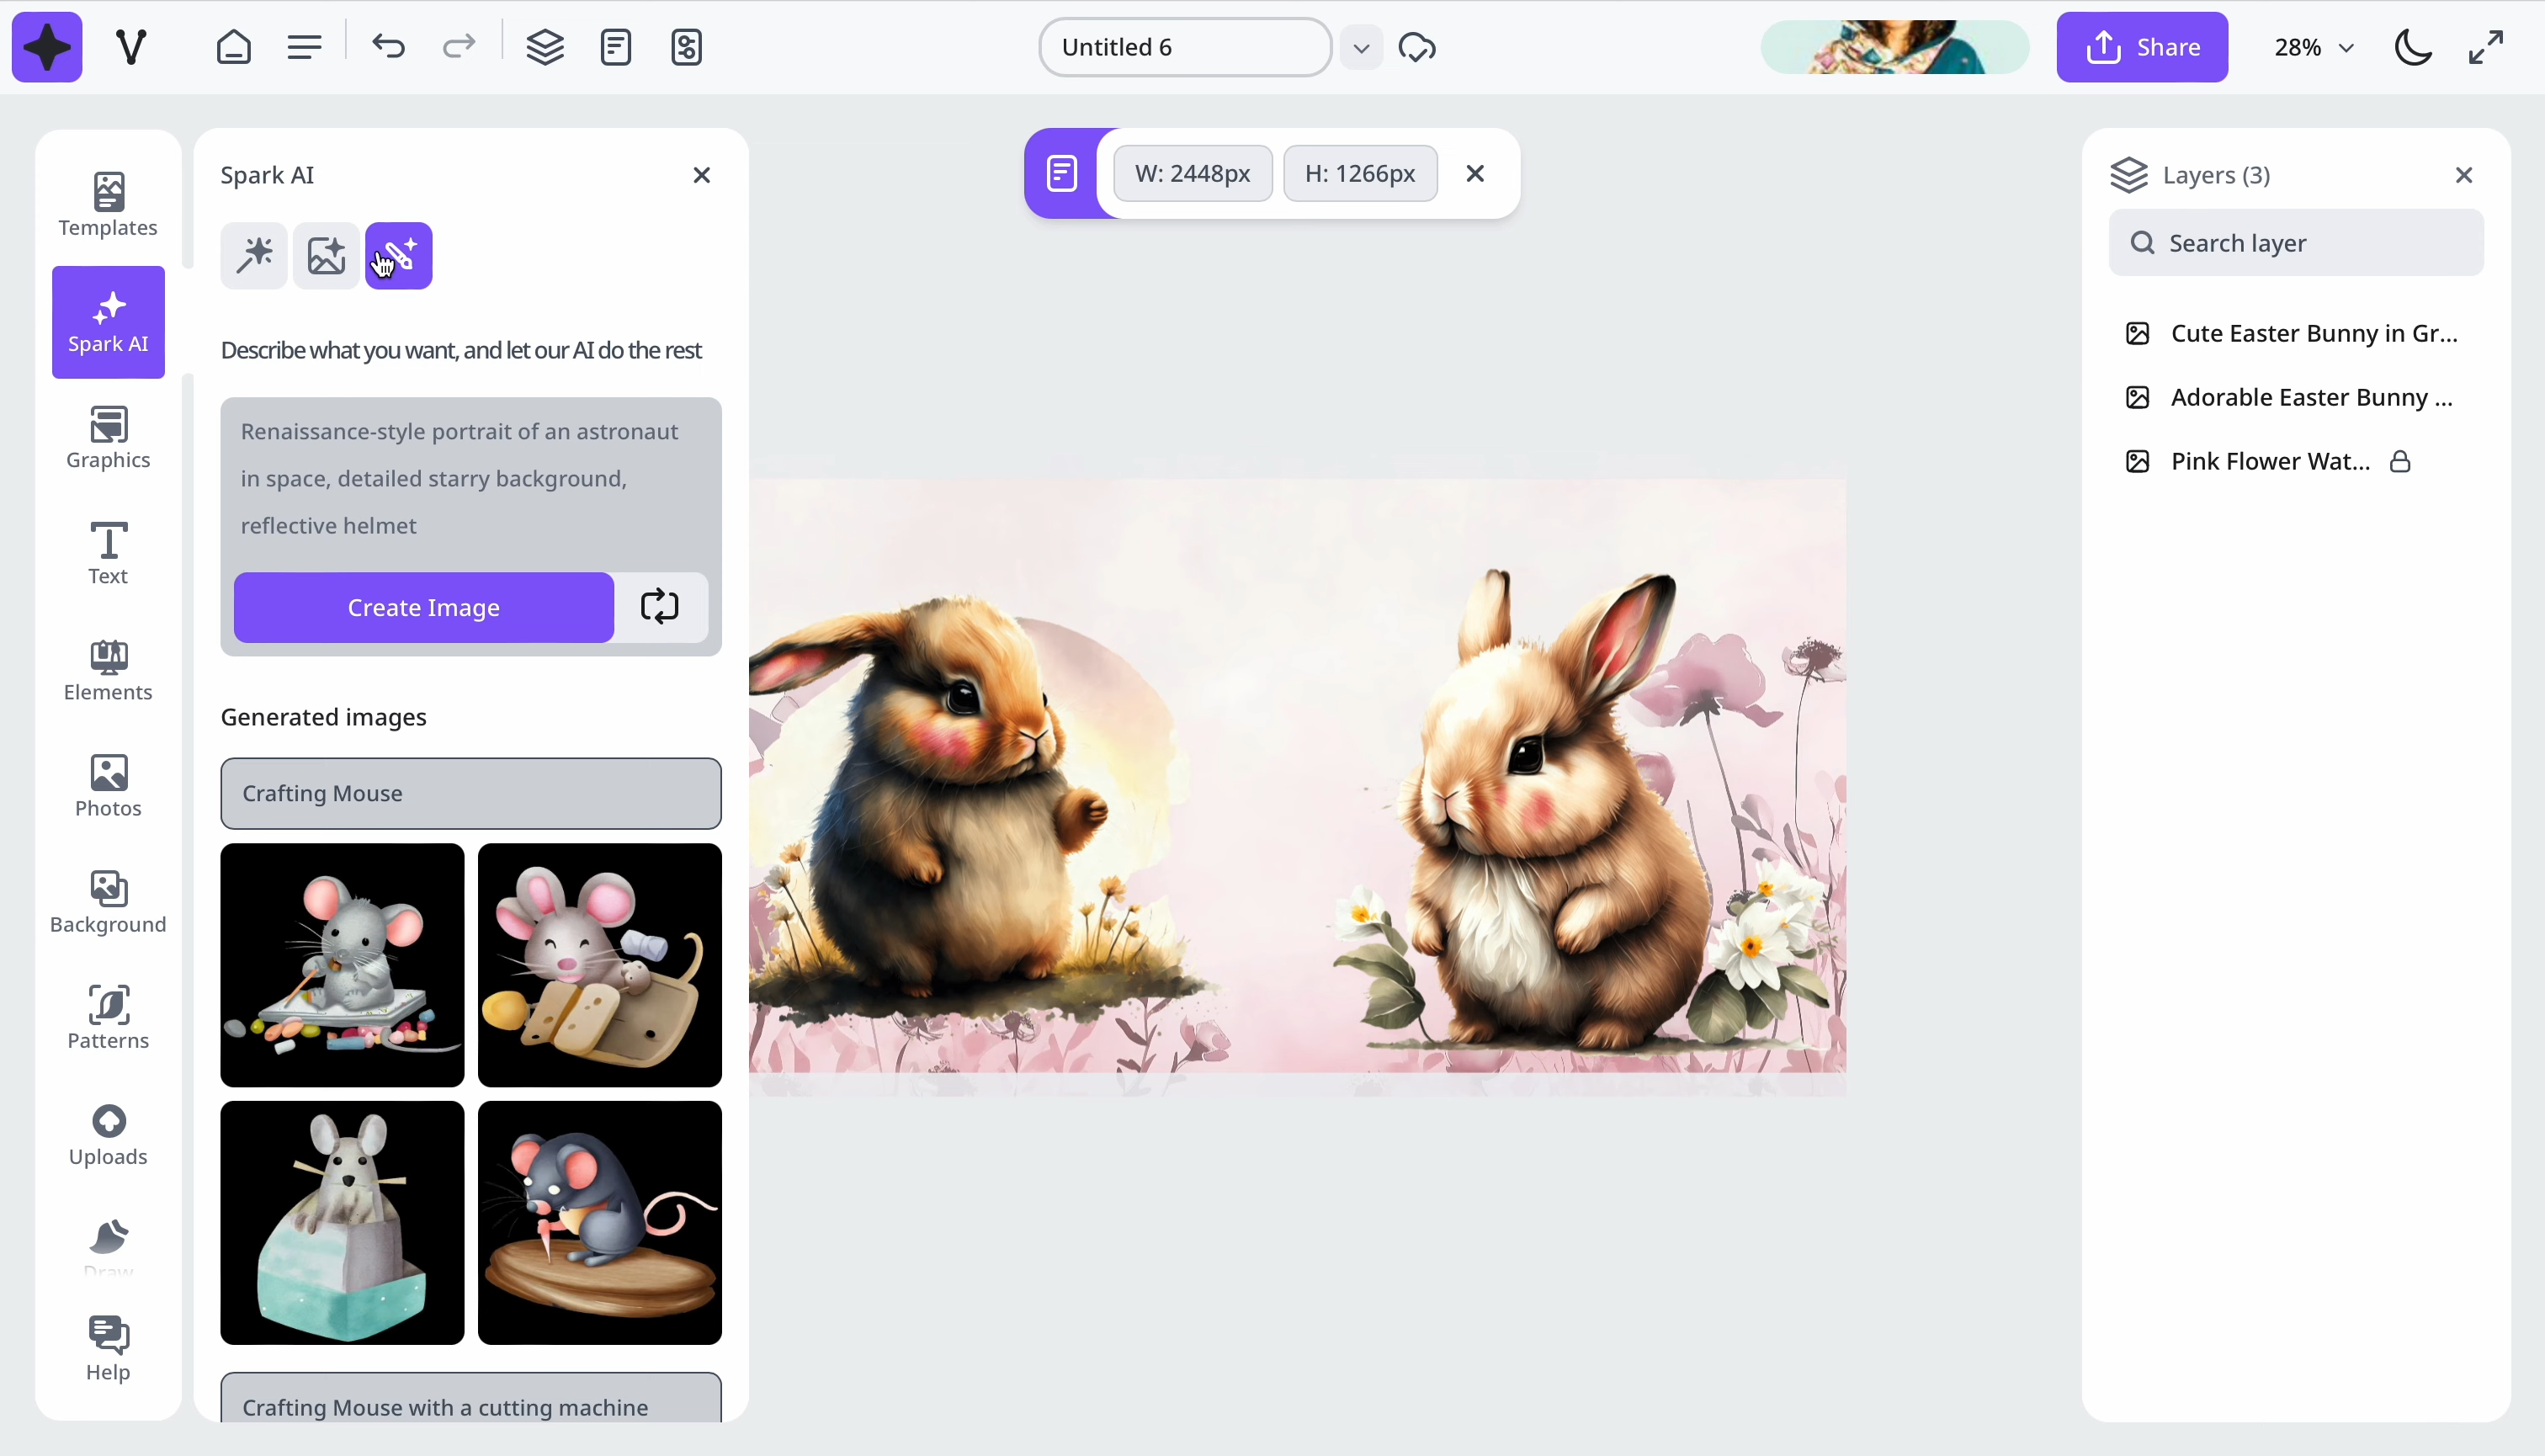 Untitled 6
Share
28%
Templates
Spark AI
Graphics
Text
Elements
Photos
Background
Patterns
Uploads
Draw
Help
Spark AI
Describe what you want, and let our AI do the rest
Renaissance-style portrait of an astronaut
in space, detailed starry background,
reflective helmet
Create Image
Generated images
Crafting Mouse
Crafting Mouse with a cutting machine
W: 2448px
H: 1266px
Layers (3)
Search layer
Cute Easter Bunny in Gr...
Adorable Easter Bunny ...
Pink Flower Wat...